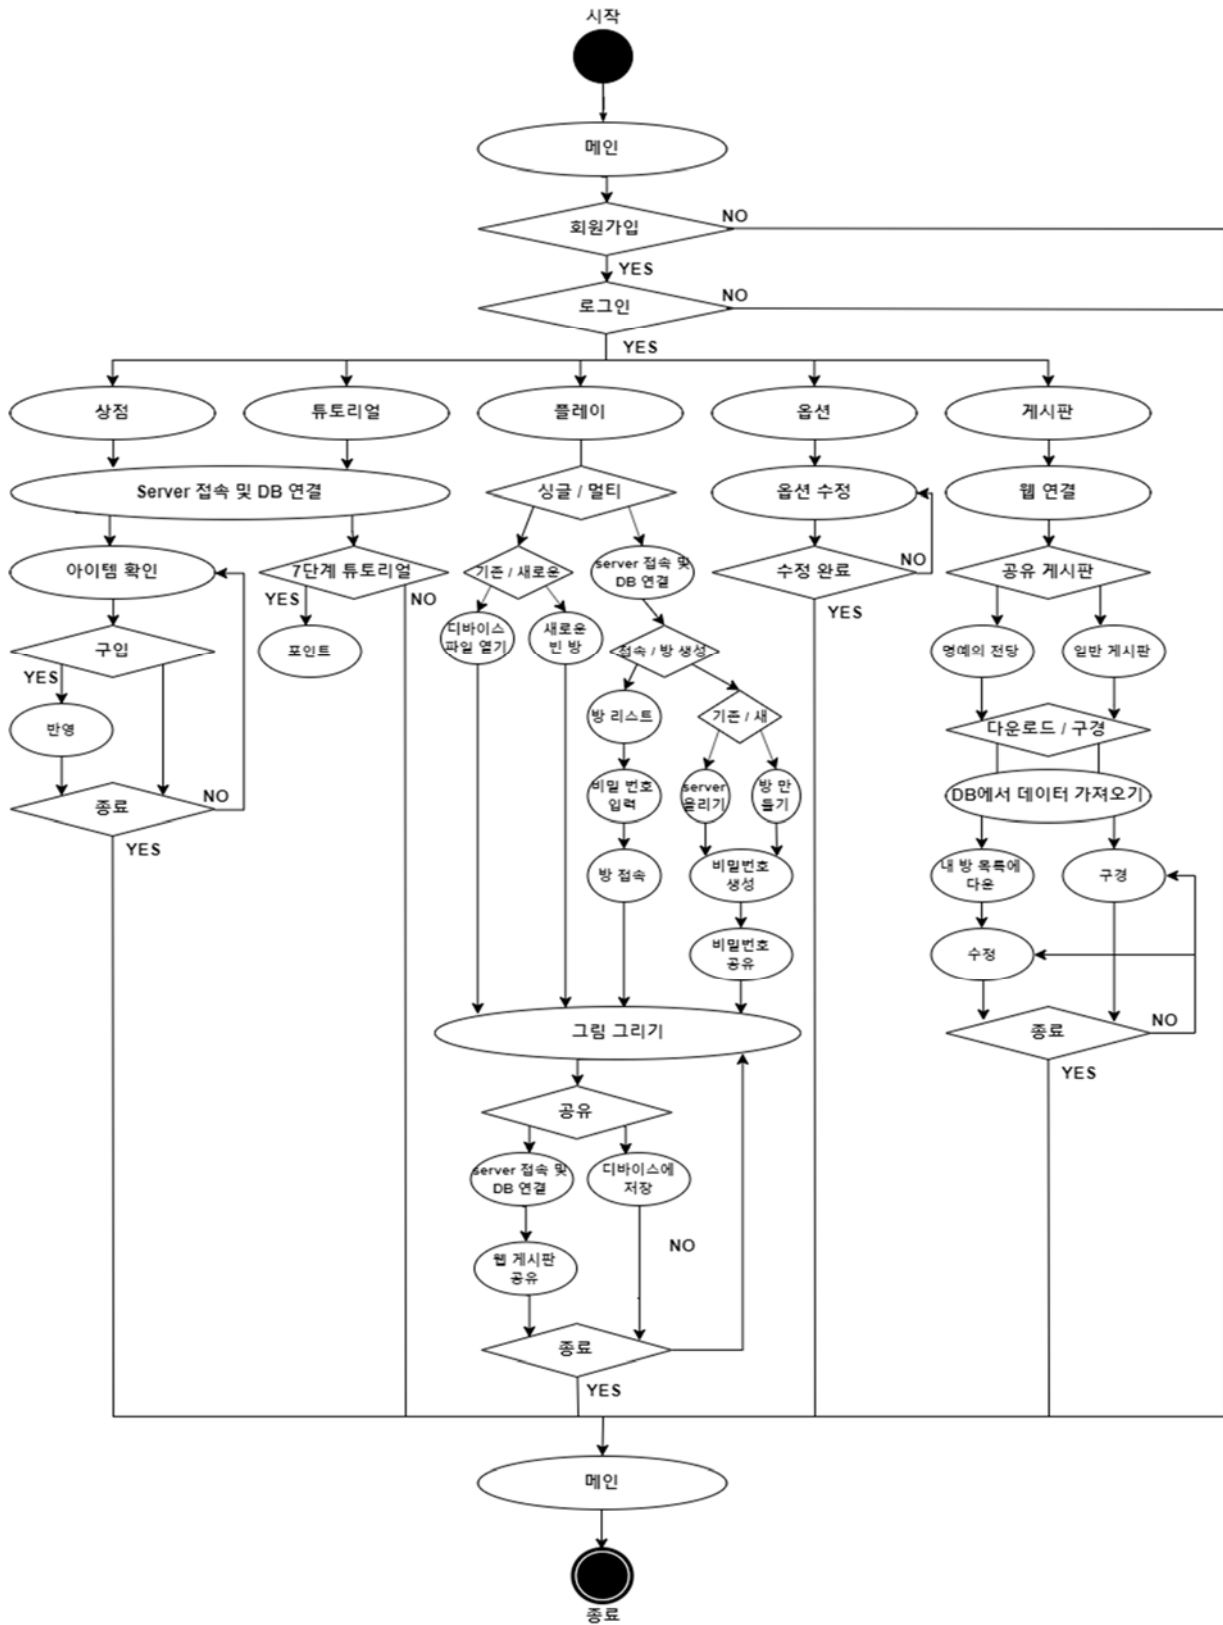 시작
메인
회원가입
NO
YES
로그인
NO
YES
상점
튜토리얼
플레이
옵션
게시판
Server 접속 및 DB 연결
싱글 / 멀티
옵션 수정
웹 연결
아이템 확인
7단계 튜토리얼
기존 / 새로운
server 접속 및
DB 연결
수정 완료
NO
공유 게시판
YES
NO
YES
구입
포인트
디바이스
파일 열기
새로운
빈 방
접속 / 방 생성
명예의 전당
일반 게시판
YES
반영
방 리스트
기존 / 새
다운로드 / 구경
종료
NO
비밀 번호
입력
server
올리기
방 만
들기
DB에서 데이터 가져오기
YES
방 접속
비밀번호
생성
내 방 목록에
다운
구경
비밀번호
공유
수정
그림 그리기
종료
NO
YES
공유
server 접속 및
DB 연결
디바이스에
저장
NO
웹 게시판
공유
종료
YES
메인
종료